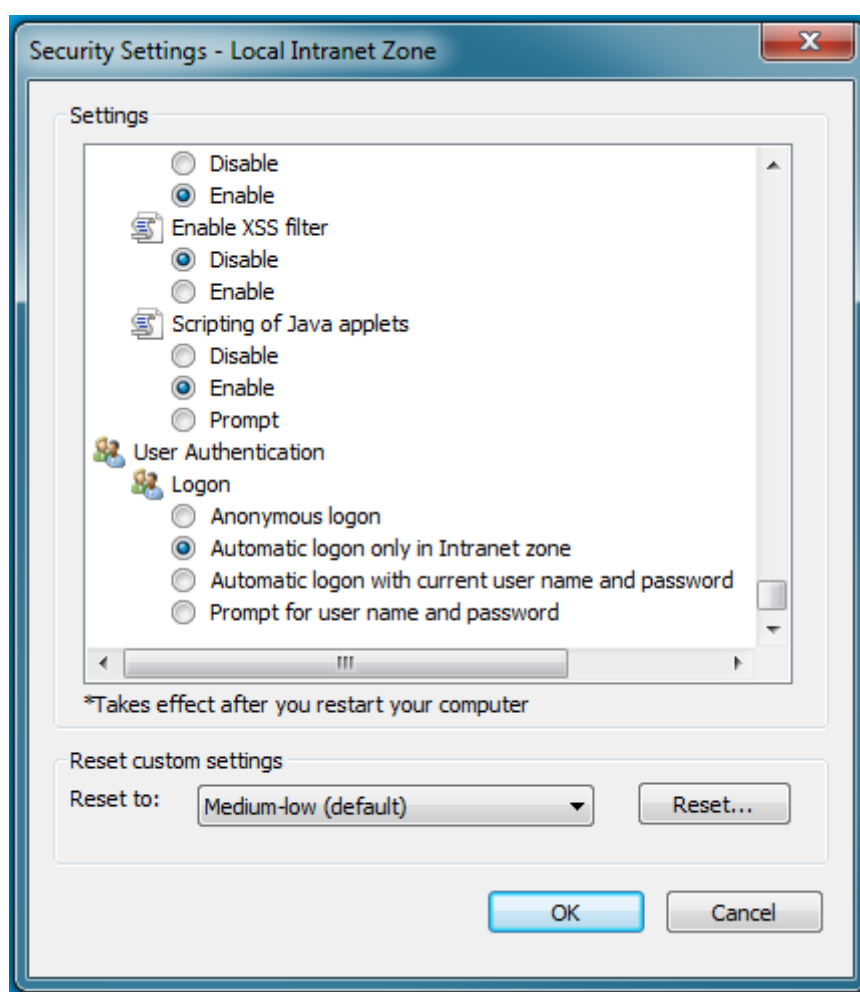 Security Settings - Local Intranet Zone
Settings
Disable
Enable
Enable XSS filter
Disable
Enable
Scripting of Java applets
Disable
Enable
Prompt
User Authentication
Logon
Anonymous logon
Automatic logon only in Intranet zone
Automatic logon with current user name and password
Prompt for user name and password
*Takes effect after you restart your computer
Reset custom settings
Reset to: Medium-low (default) Reset...
OK Cancel